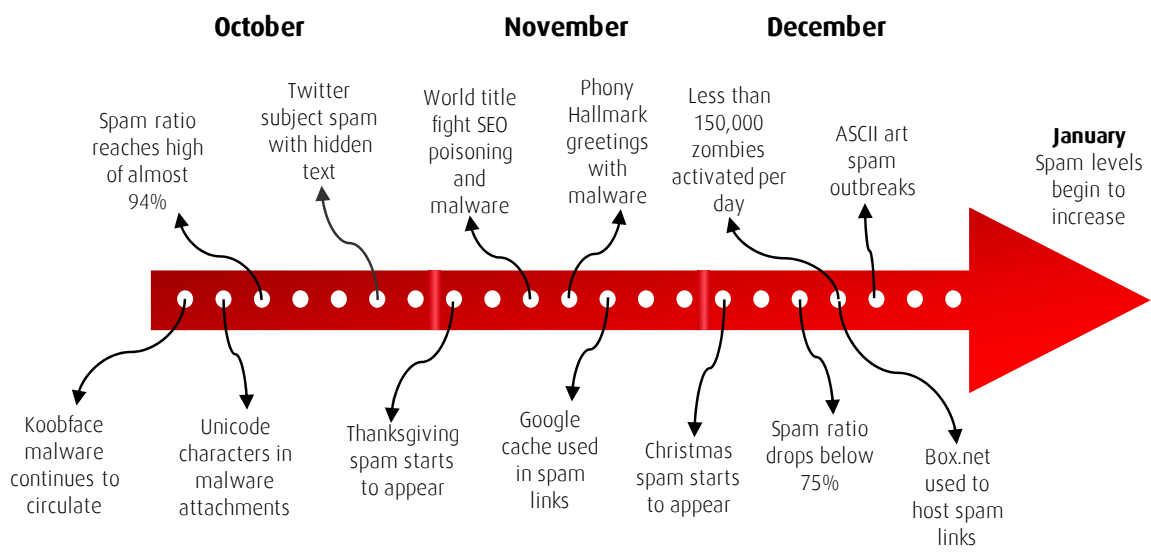 October
November
December
Spam ratio
reaches high
of almost
94%
Twitter
subject spam
with hidden
text
World title
fight SEO
poisoning
and
malware
Phony
Hallmark
greetings
with
malware
Less than
150,000
zombies
activated per
day
ASCII art
spam
outbreaks
January
Spam levels
begin to
increase
Koobface
malware
continues to
circulate
Unicode
characters in
malware
attachments
Thanksgiving
spam starts
to appear
Google
cache used
in spam
links
Christmas
spam starts
to appear
Spam ratio
drops below
75%
Box.net
used to
host spam
links